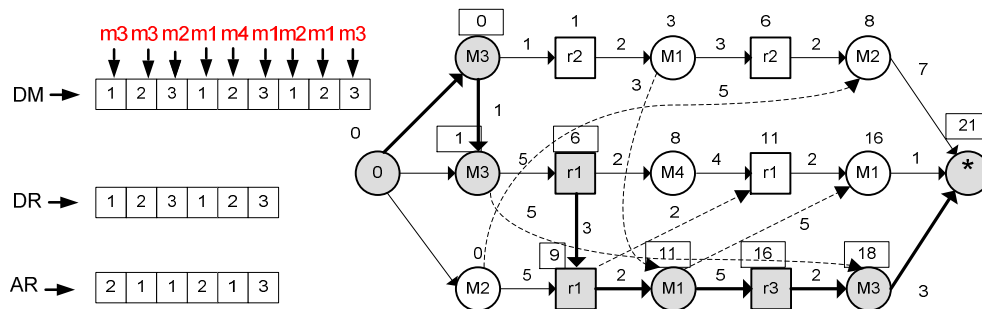 m3 m3 m2 m1 m4 m1 m2 m1 m3
DM 1 2 3 1 2 3 1 2 3
DR 1 2 3 1 2 3
AR 2 1 1 2 1 3
0 1 3 6 8
M3 1 r2 2 M1 3 r2 2 M2
1 3 5 7
0 1 6 8 11 16 21
0 M3 5 r1 2 M4 4 r1 2 M1 1 *
5 3 2 5
0 9 11 16 18
M2 5 r1 2 M1 5 r3 2 M3 3